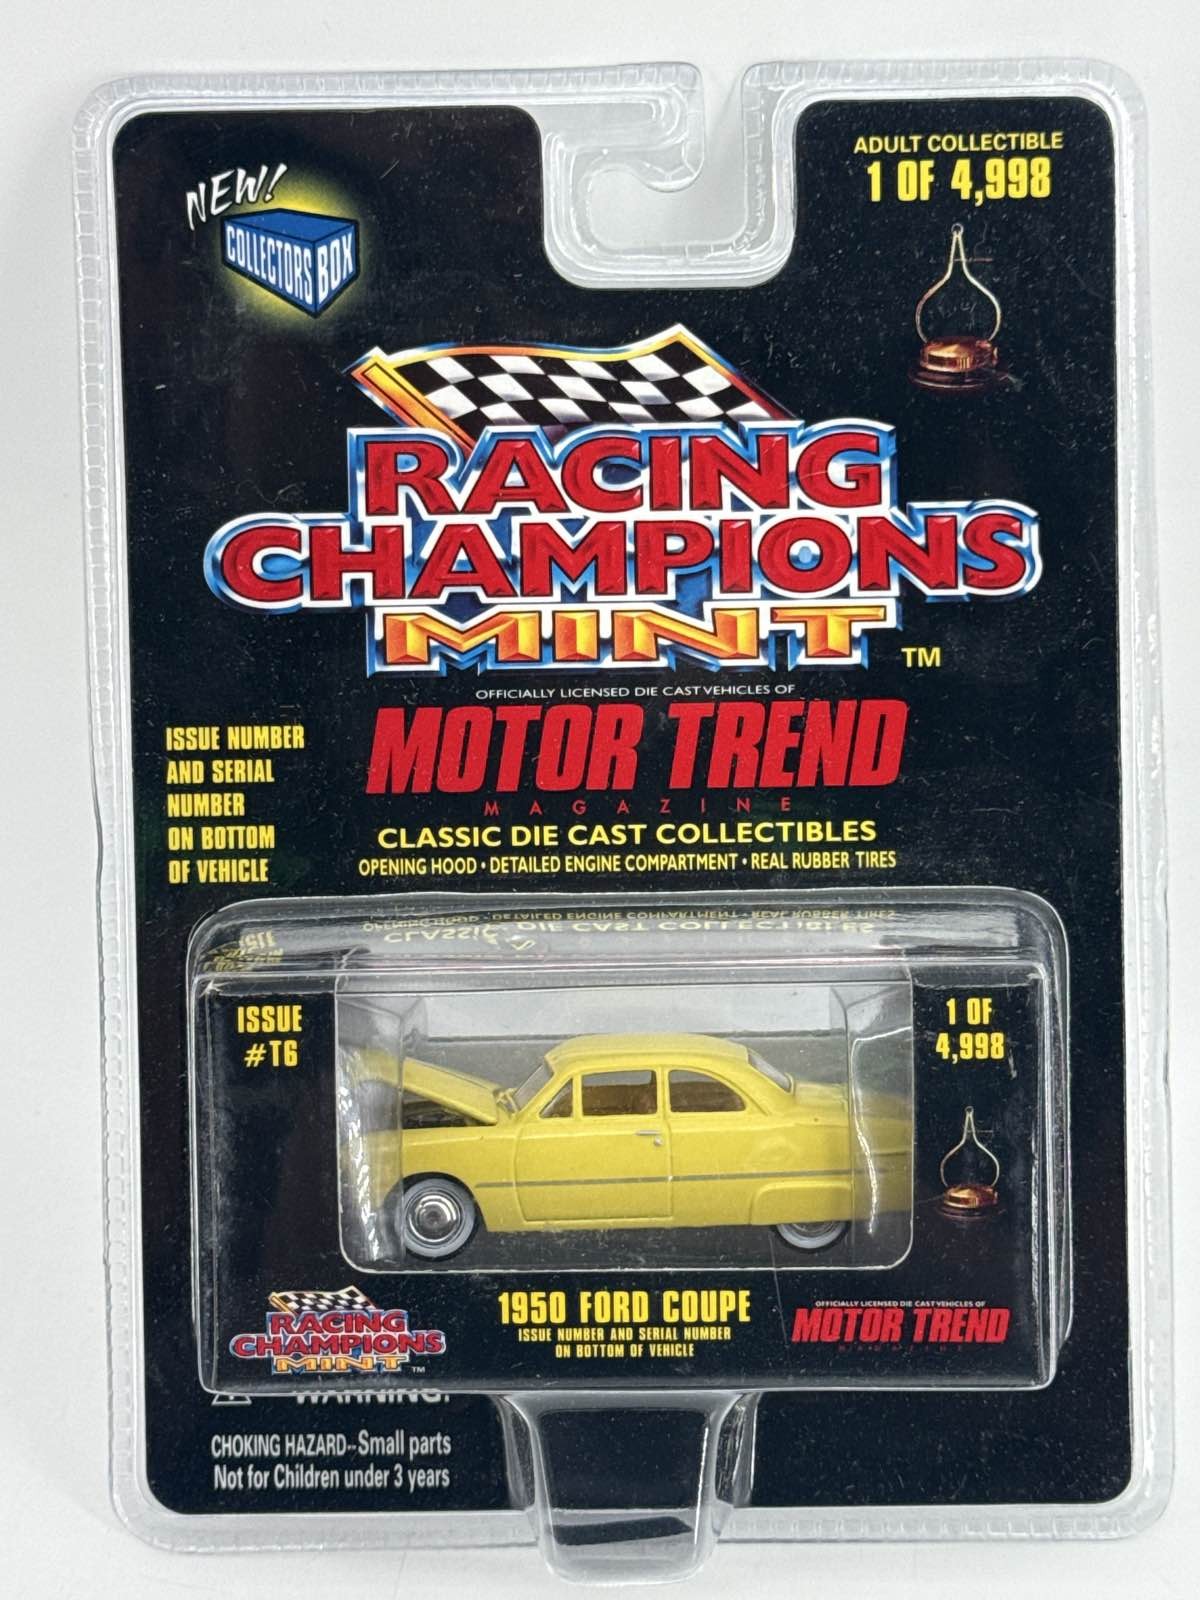 NEW!
COLLECTORS BOX
ADULT COLLECTIBLE
1 OF 4,998
RACING
CHAMPIONS
MINT™
OFFICIALLY LICENSED DIE CAST VEHICLES OF
MOTOR TREND
MAGAZINE
CLASSIC DIE CAST COLLECTIBLES
OPENING HOOD • DETAILED ENGINE COMPARTMENT • REAL RUBBER TIRES
ISSUE NUMBER
AND SERIAL
NUMBER
ON BOTTOM
OF VEHICLE
ISSUE
#T6
1 OF
4,998
RACING
CHAMPIONS
MINT™
1950 FORD COUPE
ISSUE NUMBER AND SERIAL NUMBER
ON BOTTOM OF VEHICLE
OFFICIALLY LICENSED DIE CAST VEHICLES OF
MOTOR TREND
MAGAZINE
WARNING:
CHOKING HAZARD--Small parts
Not for Children under 3 years